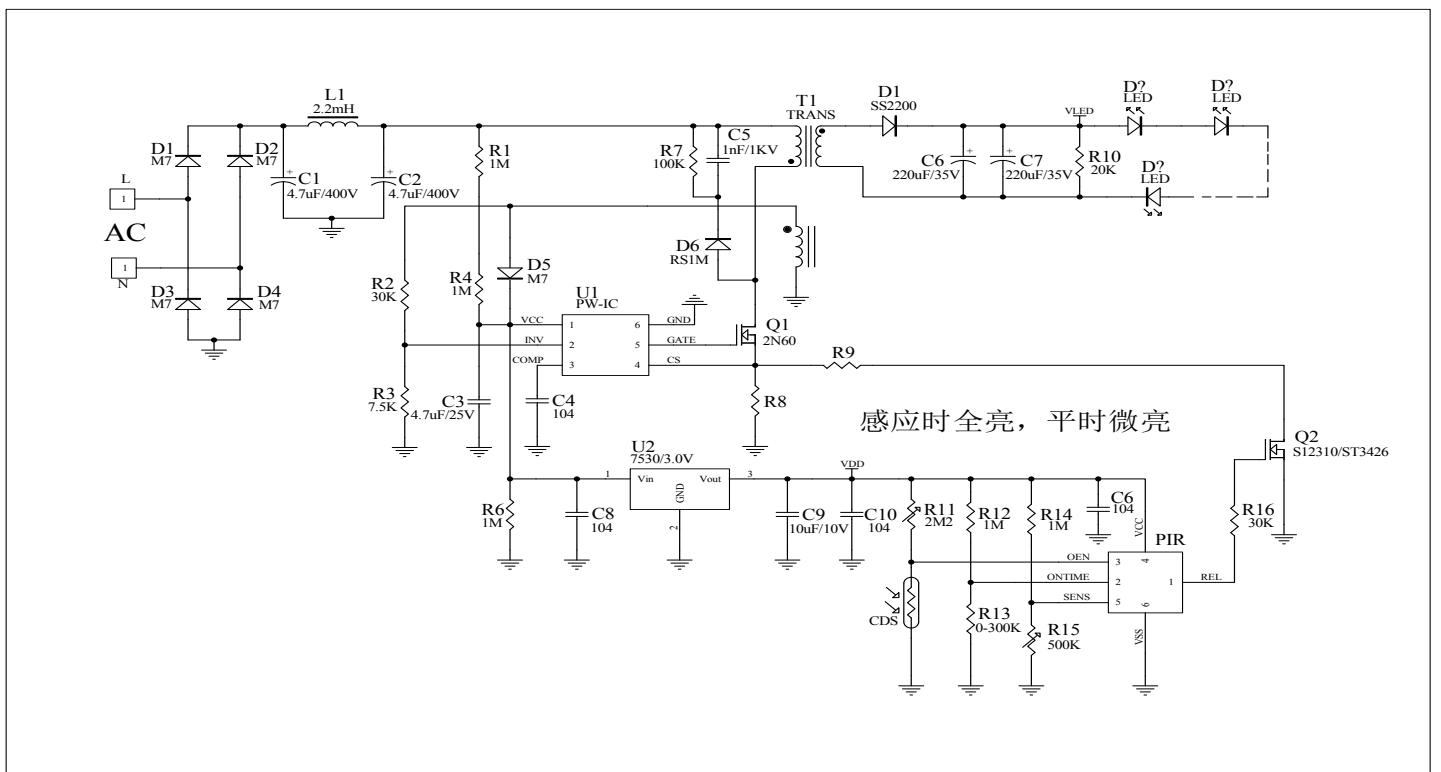 L1
2.2mH
D1
M7
D2
M7
L
1
AC
1
N
D3
M7
D4
M7
C1
4.7uF/400V
C2
4.7uF/400V
R1
1M
R4
1M
R2
30K
R3
7.5K
D5
M7
C3
4.7uF/25V
C4
104
U1
PW-IC
VCC
INV
COMP
1
2
3
6
5
4
GND
GATE
CS
R7
100K
C5
1nF/1KV
D6
RS1M
T1
TRANS
Q1
2N60
R8
R9
D1
SS2200
C6
220uF/35V
C7
220uF/35V
VLED
R10
20K
D?
LED
D?
LED
D?
LED
感应时全亮，平时微亮
Q2
S12310/ST3426
R16
30K
U2
7530/3.0V
1
Vin
Vout
GND
3
2
R6
1M
C8
104
C9
10uF/10V
VDD
C10
104
R11
2M2
CDS
R12
1M
R13
0-300K
R14
1M
R15
500K
C6
104
VCC
PIR
OEN
ONTIME
SENS
3
2
5
4
1
6
REL
VSS